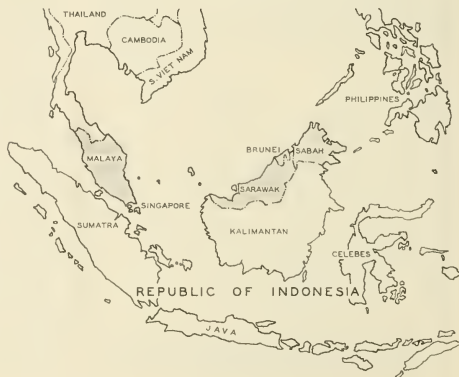 THAILAND
CAMBODIA
S. VIET NAM
PHILIPPINES
BRUNEI
SABAH
MALAYA
SARAWAK
SINGAPORE
SUMATRA
KALIMANTAN
CELEBES
REPUBLIC OF INDONESIA
JAVA